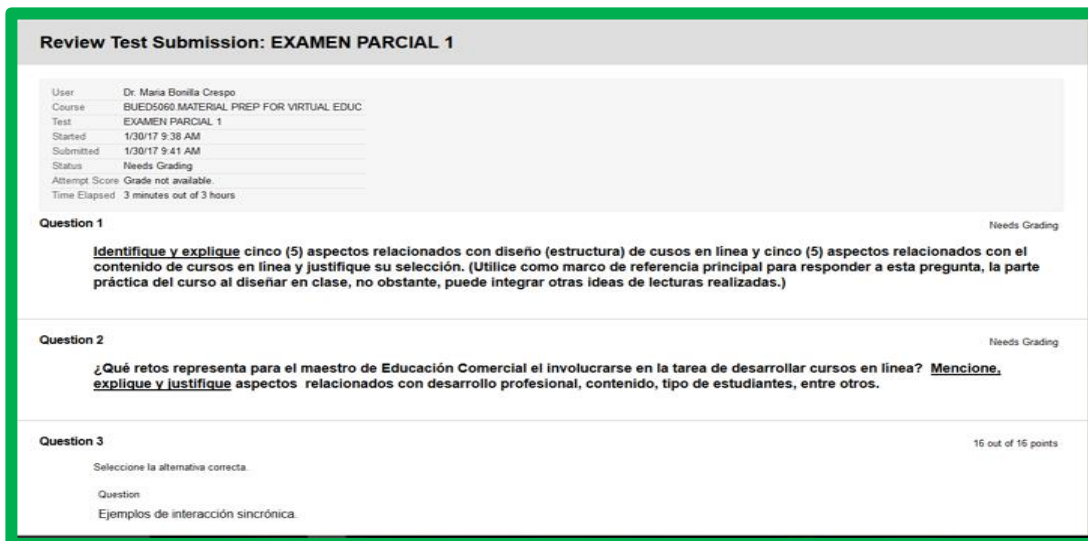 Review Test Submission: EXAMEN PARCIAL 1
User Dr. Maria Bonilla Crespo
Course BUED5060.MATERIAL PREP FOR VIRTUAL EDUC
Test EXAMEN PARCIAL 1
Started 1/30/17 9:38 AM
Submitted 1/30/17 9:41 AM
Status Needs Grading
Attempt Score Grade not available.
Time Elapsed 3 minutes out of 3 hours
Question 1 Needs Grading
Identifique y explique cinco (5) aspectos relacionados con diseño (estructura) de cusos en línea y cinco (5) aspectos relacionados con el
contenido de cursos en línea y justifique su selección. (Utilice como marco de referencia principal para responder a esta pregunta, la parte
práctica del curso al diseñar en clase, no obstante, puede integrar otras ideas de lecturas realizadas.)
Question 2 Needs Grading
¿Qué retos representa para el maestro de Educación Comercial el involucrarse en la tarea de desarrollar cursos en línea? Mencione,
explique y justifique aspectos relacionados con desarrollo profesional, contenido, tipo de estudiantes, entre otros.
Question 3 16 out of 16 points
Seleccione la alternativa correcta.
Question
Ejemplos de interacción sincrónica.